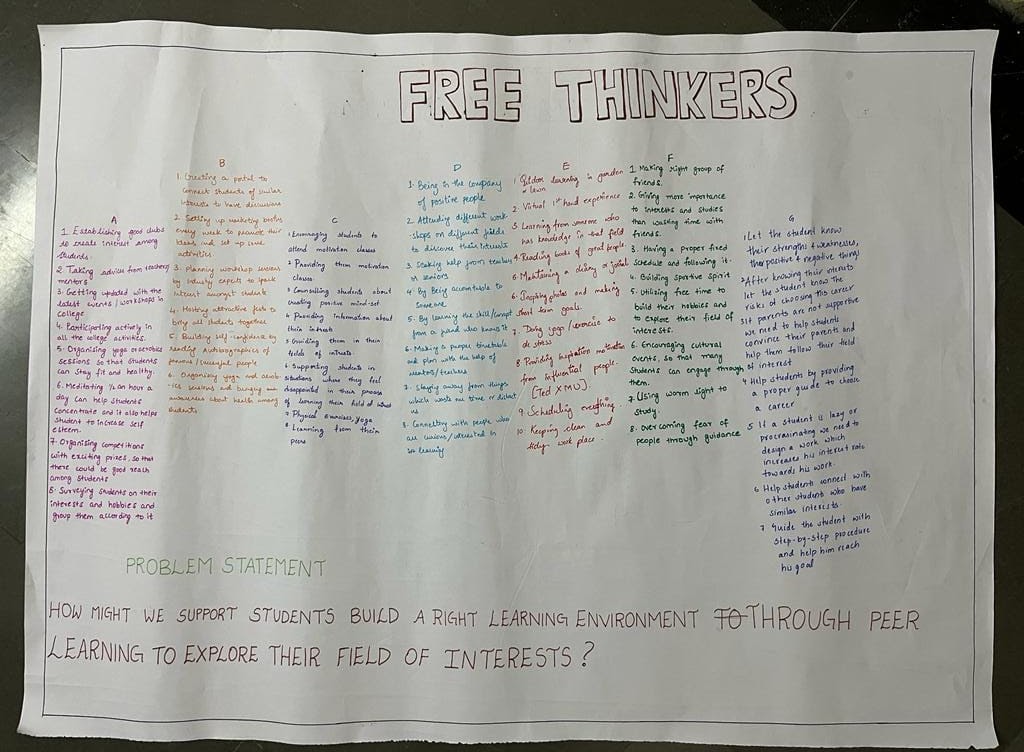 FREE THINKERS
A
1. Establishing good clubs
to create interest among
students.
2. Taking advice from teachers/
mentors
3. Getting updated with the
latest events / workshops in
college
4. Participating actively in
all the college activities.
5. Organising yoga or aerobics
sessions so that students
can stay fit and healthy.
6. Meditating ½ an hour a
day can help students
concentrate and it also helps
student to increase self
esteem.
7. Organising competitions
with exciting prizes, so that
there could be good reach
among students
8. Surveying students on their
interests and hobbies and
group them according to it
B
1. Creating a portal to
connect students of similar
interests to have discussions
2. Setting up marketing booths
every week to promote their
ideas and set up
activities
3. Planning workshop sessions
by industry experts to spark
interest amongst students
4. Hosting attractive fests to
bring all students together
5. Building self-confidence by
reading Autobiographies of
famous / successful people
6. Organising yoga and aerob
-ics sessions and bringing
awareness about health among
students
C
1 Encouraging students to
attend motivation classes
2 Providing them motivation
classes
3 Counselling students about
creating positive mind-set
4 Providing information about
their
5 Guiding them in their
fields of
6 Supporting students in
situations where they feel
disappointed in their process
of learning their field of
7 Physical exercises, yoga
8 Learning from their
peers
D
1. Being in the company
of positive people
2. Attending different work
-shops on different fields
to discover their interests
3. help from teachers
or seniors
4. By Being accountable to
someone
5. By learning the skill/
from a friend who knows it
6. Making a proper timetable
and plan with the help of
mentors/teachers
7. Staying away from things
which waste our time or distract
us
8. Connecting with people who
are curious/interested in
learning
E
1 learning in garden
or lawn
2. Virtual 1st hand experience
3 Learning from someone who
has knowledge in that field
4. Reading books of great people.
5 Maintaining a diary or
6. photos and making
short term goals.
7. Doing yoga/exercise to
de stress
8. Providing motivation
from influential people.
[Ted X MU].
9. Scheduling everything.
10. Keeping clean and
work place.
F
1. Making right group of
friends.
2. Giving more importance
to interests and studies
than wasting time with
friends.
3. Having a proper fixed
schedule and following it.
4. Building sportive spirit
5. Utilizing free time to
build their hobbies and
to explore their field of
interests.
6. Encouraging cultural
events, so that many
students can engage through
them.
7. Using worm sight to
study.
8. Overcoming fear of
people through guidance
G
1 Let the student know
their strengths & weaknesses,
their positive & negative things
2 After knowing their interests
let the student know the
risks of choosing this career
3 If parents are not supportive
we need to help students
convince their parents and
help them follow their field
of interest
4 Help students by providing
a proper guide to choose
a career
5 If a student is lazy or
procrasinating we need to
design a work which
increases his interest
towards his work.
6 Help students connect with
other student who have
similar interests.
7 Guide the student with
step-by-step procedure
and help him reach
his goal
PROBLEM STATEMENT
HOW MIGHT WE SUPPORT STUDENTS BUILD A RIGHT LEARNING ENVIRONMENT TO THROUGH PEER
LEARNING TO EXPLORE THEIR FIELD OF INTERESTS?